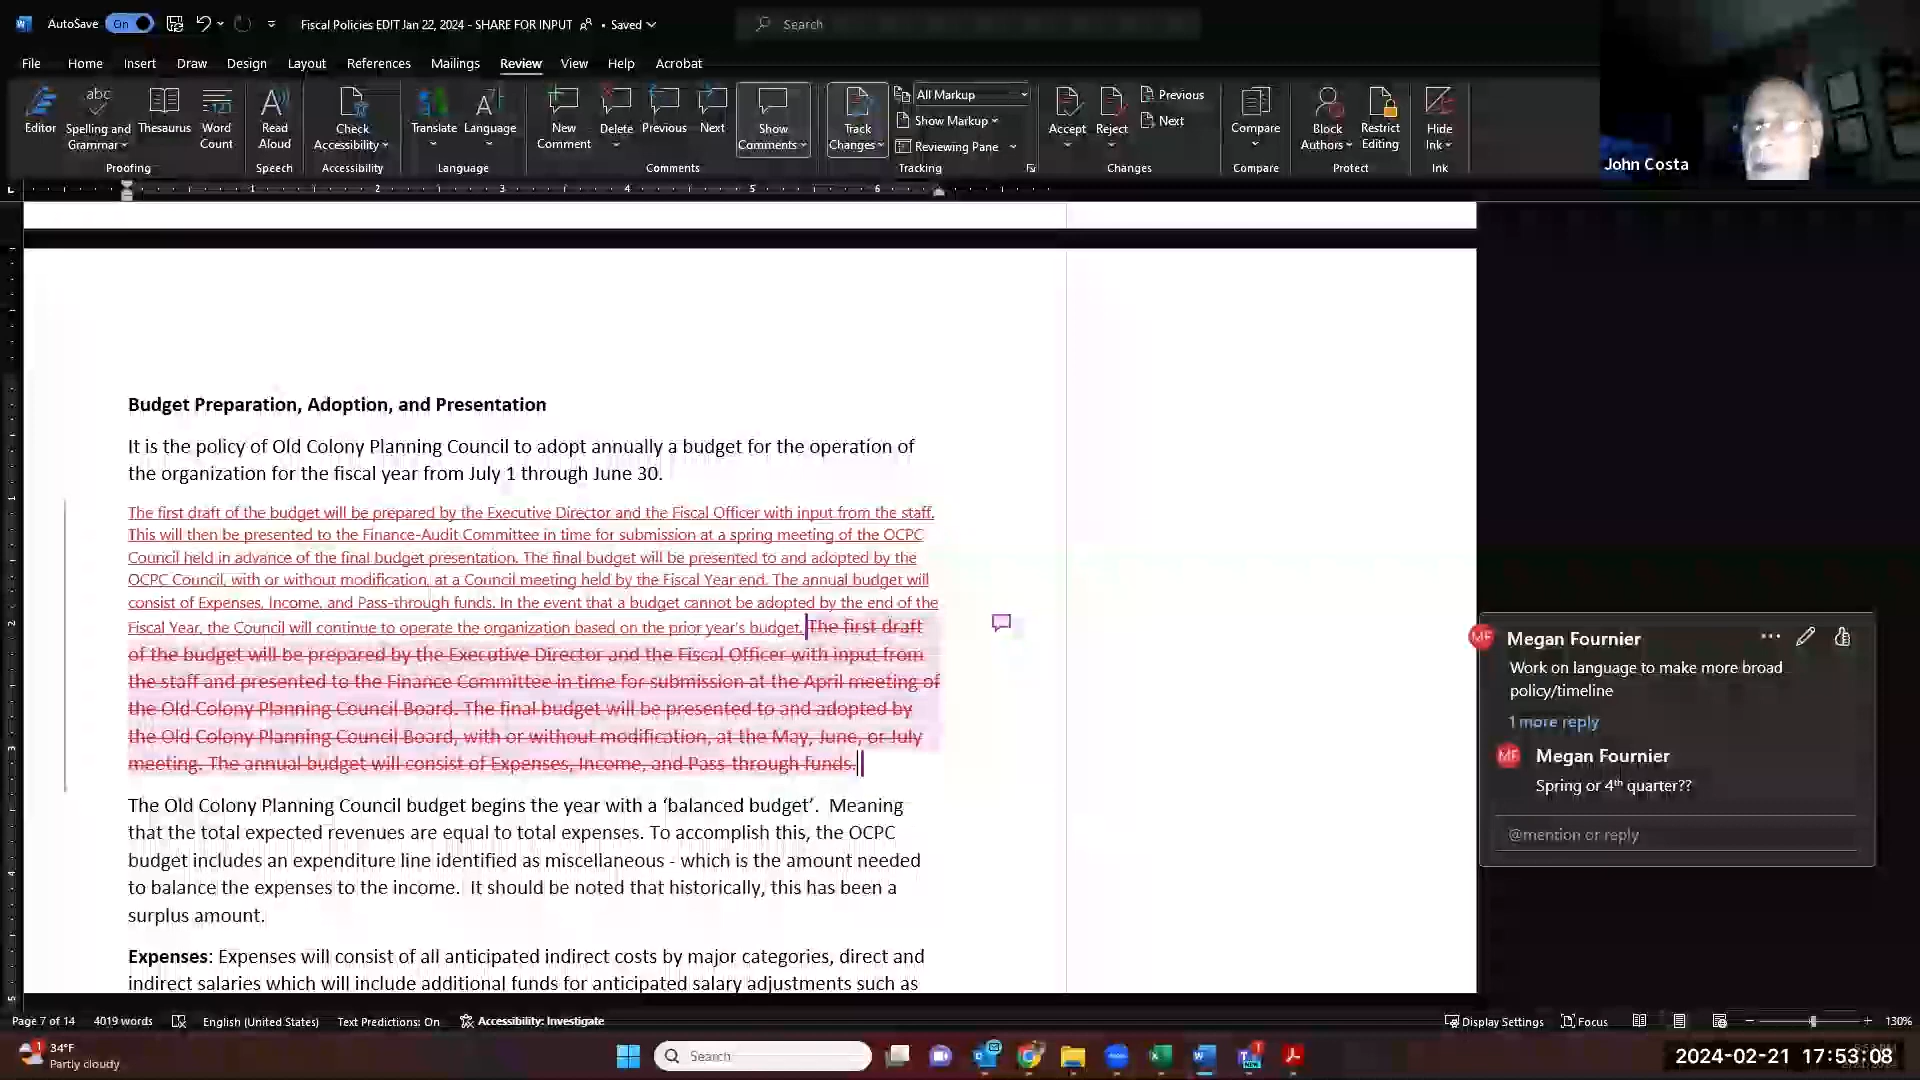 AutoSave On Fiscal Policies EDIT Jan 22, 2024 - SHARE FOR INPUT • Saved Search
File Home Insert Draw Design Layout References Mailings Review View Help Acrobat
Editor
Spelling and Grammar
Thesaurus
Word Count
Proofing
Read Aloud
Speech
Check Accessibility
Accessibility
Translate
Language
Language
New Comment
Delete
Previous
Next
Show Comments
Comments
Track Changes
All Markup
Show Markup
Reviewing Pane
Tracking
Accept
Reject
Previous
Next
Changes
Compare
Compare
Block Authors
Restrict Editing
Protect
Hide Ink
Ink
John Costa
1 2 3 4 5 6
Budget Preparation, Adoption, and Presentation
It is the policy of Old Colony Planning Council to adopt annually a budget for the operation of
the organization for the fiscal year from July 1 through June 30.
The first draft of the budget will be prepared by the Executive Director and the Fiscal Officer with input from the staff.
This will then be presented to the Finance-Audit Committee in time for submission at a spring meeting of the OCPC
Council held in advance of the final budget presentation. The final budget will be presented to and adopted by the
OCPC Council, with or without modification, at a Council meeting held by the Fiscal Year end. The annual budget will
consist of Expenses, Income, and Pass-through funds. In the event that a budget cannot be adopted by the end of the
Fiscal Year, the Council will continue to operate the organization based on the prior year's budget. The first draft
of the budget will be prepared by the Executive Director and the Fiscal Officer with input from
the staff and presented to the Finance Committee in time for submission at the April meeting of
the Old Colony Planning Council Board. The final budget will be presented to and adopted by
the Old Colony Planning Council Board, with or without modification, at the May, June, or July
meeting. The annual budget will consist of Expenses, Income, and Pass-through funds.
The Old Colony Planning Council budget begins the year with a ‘balanced budget’.  Meaning
that the total expected revenues are equal to total expenses. To accomplish this, the OCPC
budget includes an expenditure line identified as miscellaneous - which is the amount needed
to balance the expenses to the income.  It should be noted that historically, this has been a
surplus amount.
Expenses: Expenses will consist of all anticipated indirect costs by major categories, direct and
indirect salaries which will include additional funds for anticipated salary adjustments such as
MF Megan Fournier
Work on language to make more broad
policy/timeline
1 more reply
MF Megan Fournier
Spring or 4th quarter??
@mention or reply
Page 7 of 14 4019 words English (United States) Text Predictions: On Accessibility: Investigate Display Settings Focus 130%
1 34°F
Partly cloudy
Search
2024-02-21 17:53:08